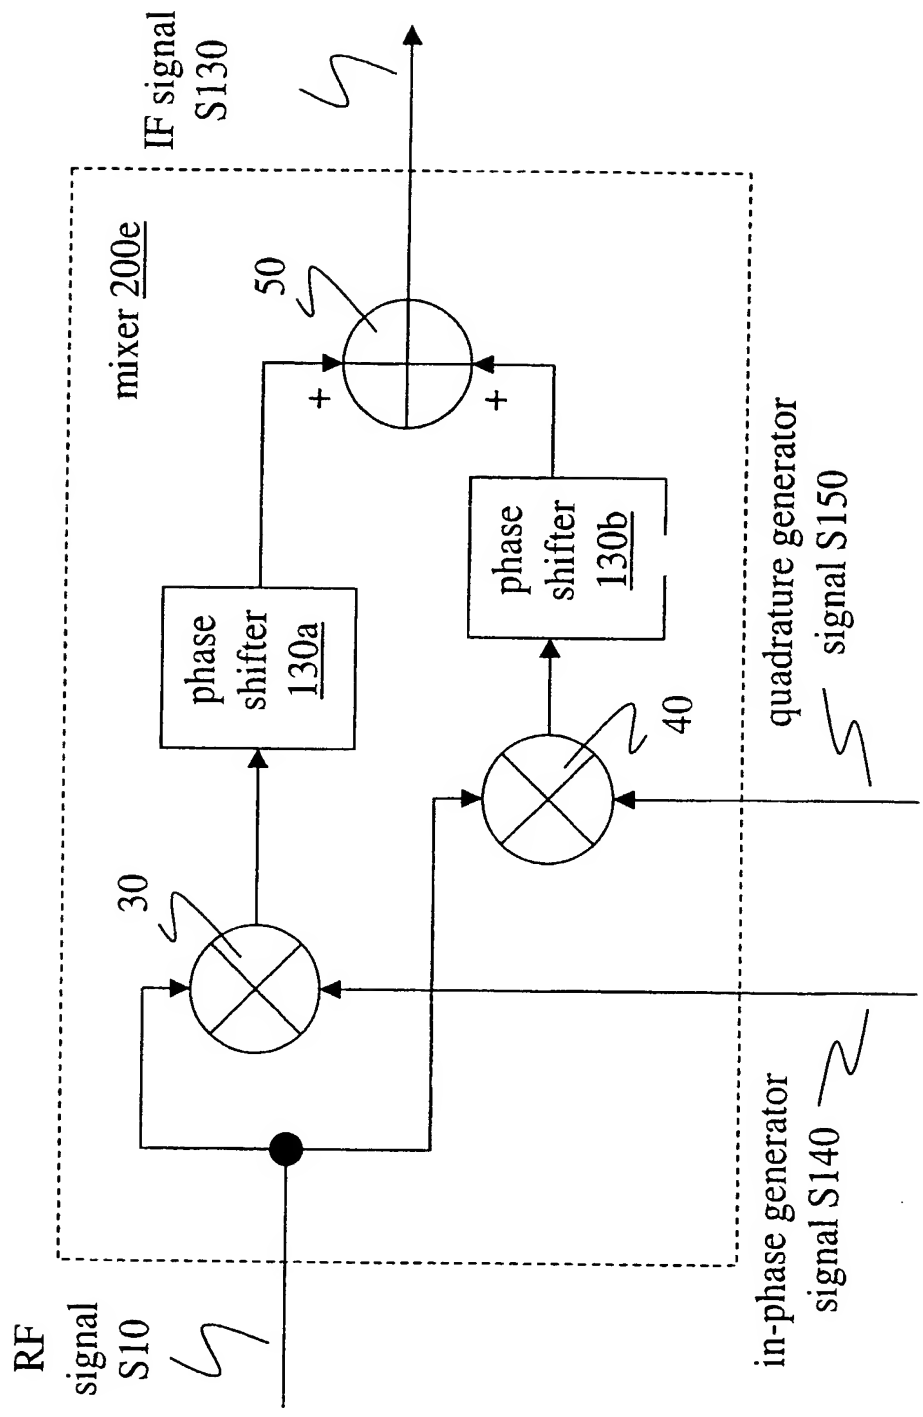 RF
signal
S10
mixer 200e
IF signal
S130
30
phase
shifter
130a
50
+
+
40
phase
shifter
130b
in-phase generator
signal S140
quadrature generator
signal S150